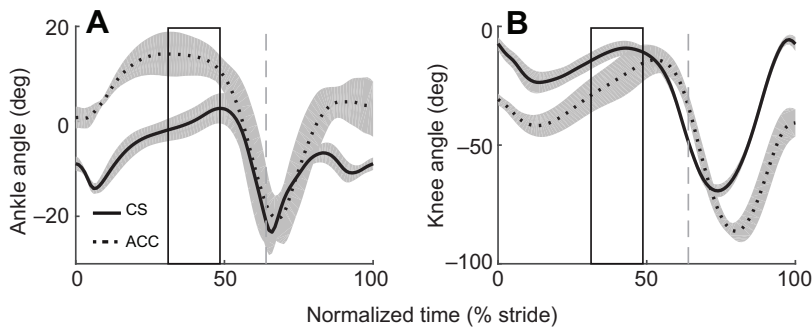 A
B
Ankle angle (deg)
20
0
–20
CS
ACC
0
50
100
Knee angle (deg)
0
–50
–100
0
50
100
Normalized time (% stride)